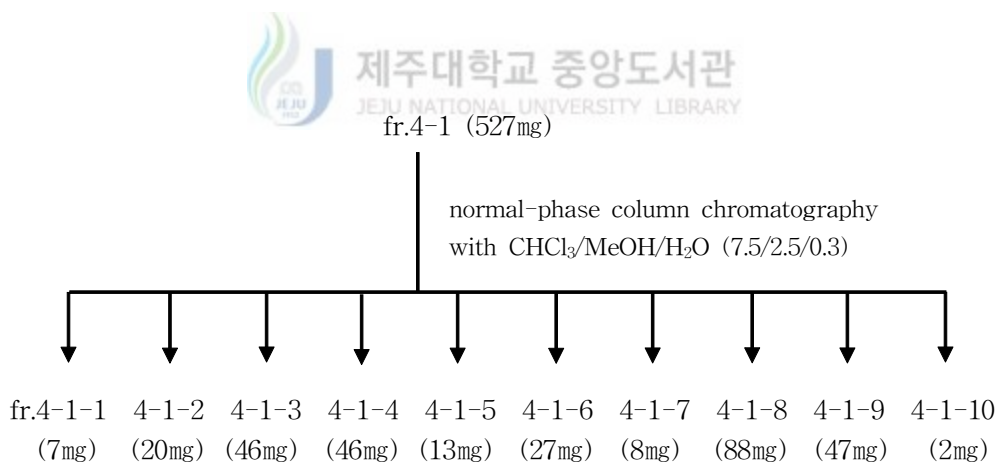 제주대학교 중앙도서관
JEJU NATIONAL UNIVERSITY LIBRARY
JEJU
1952
fr.4-1 (527㎎)
normal-phase column chromatography
with CHCl₃/MeOH/H₂O (7.5/2.5/0.3)
fr.4-1-1 4-1-2 4-1-3 4-1-4 4-1-5 4-1-6 4-1-7 4-1-8 4-1-9 4-1-10
(7㎎) (20㎎) (46㎎) (46㎎) (13㎎) (27㎎) (8㎎) (88㎎) (47㎎) (2㎎)